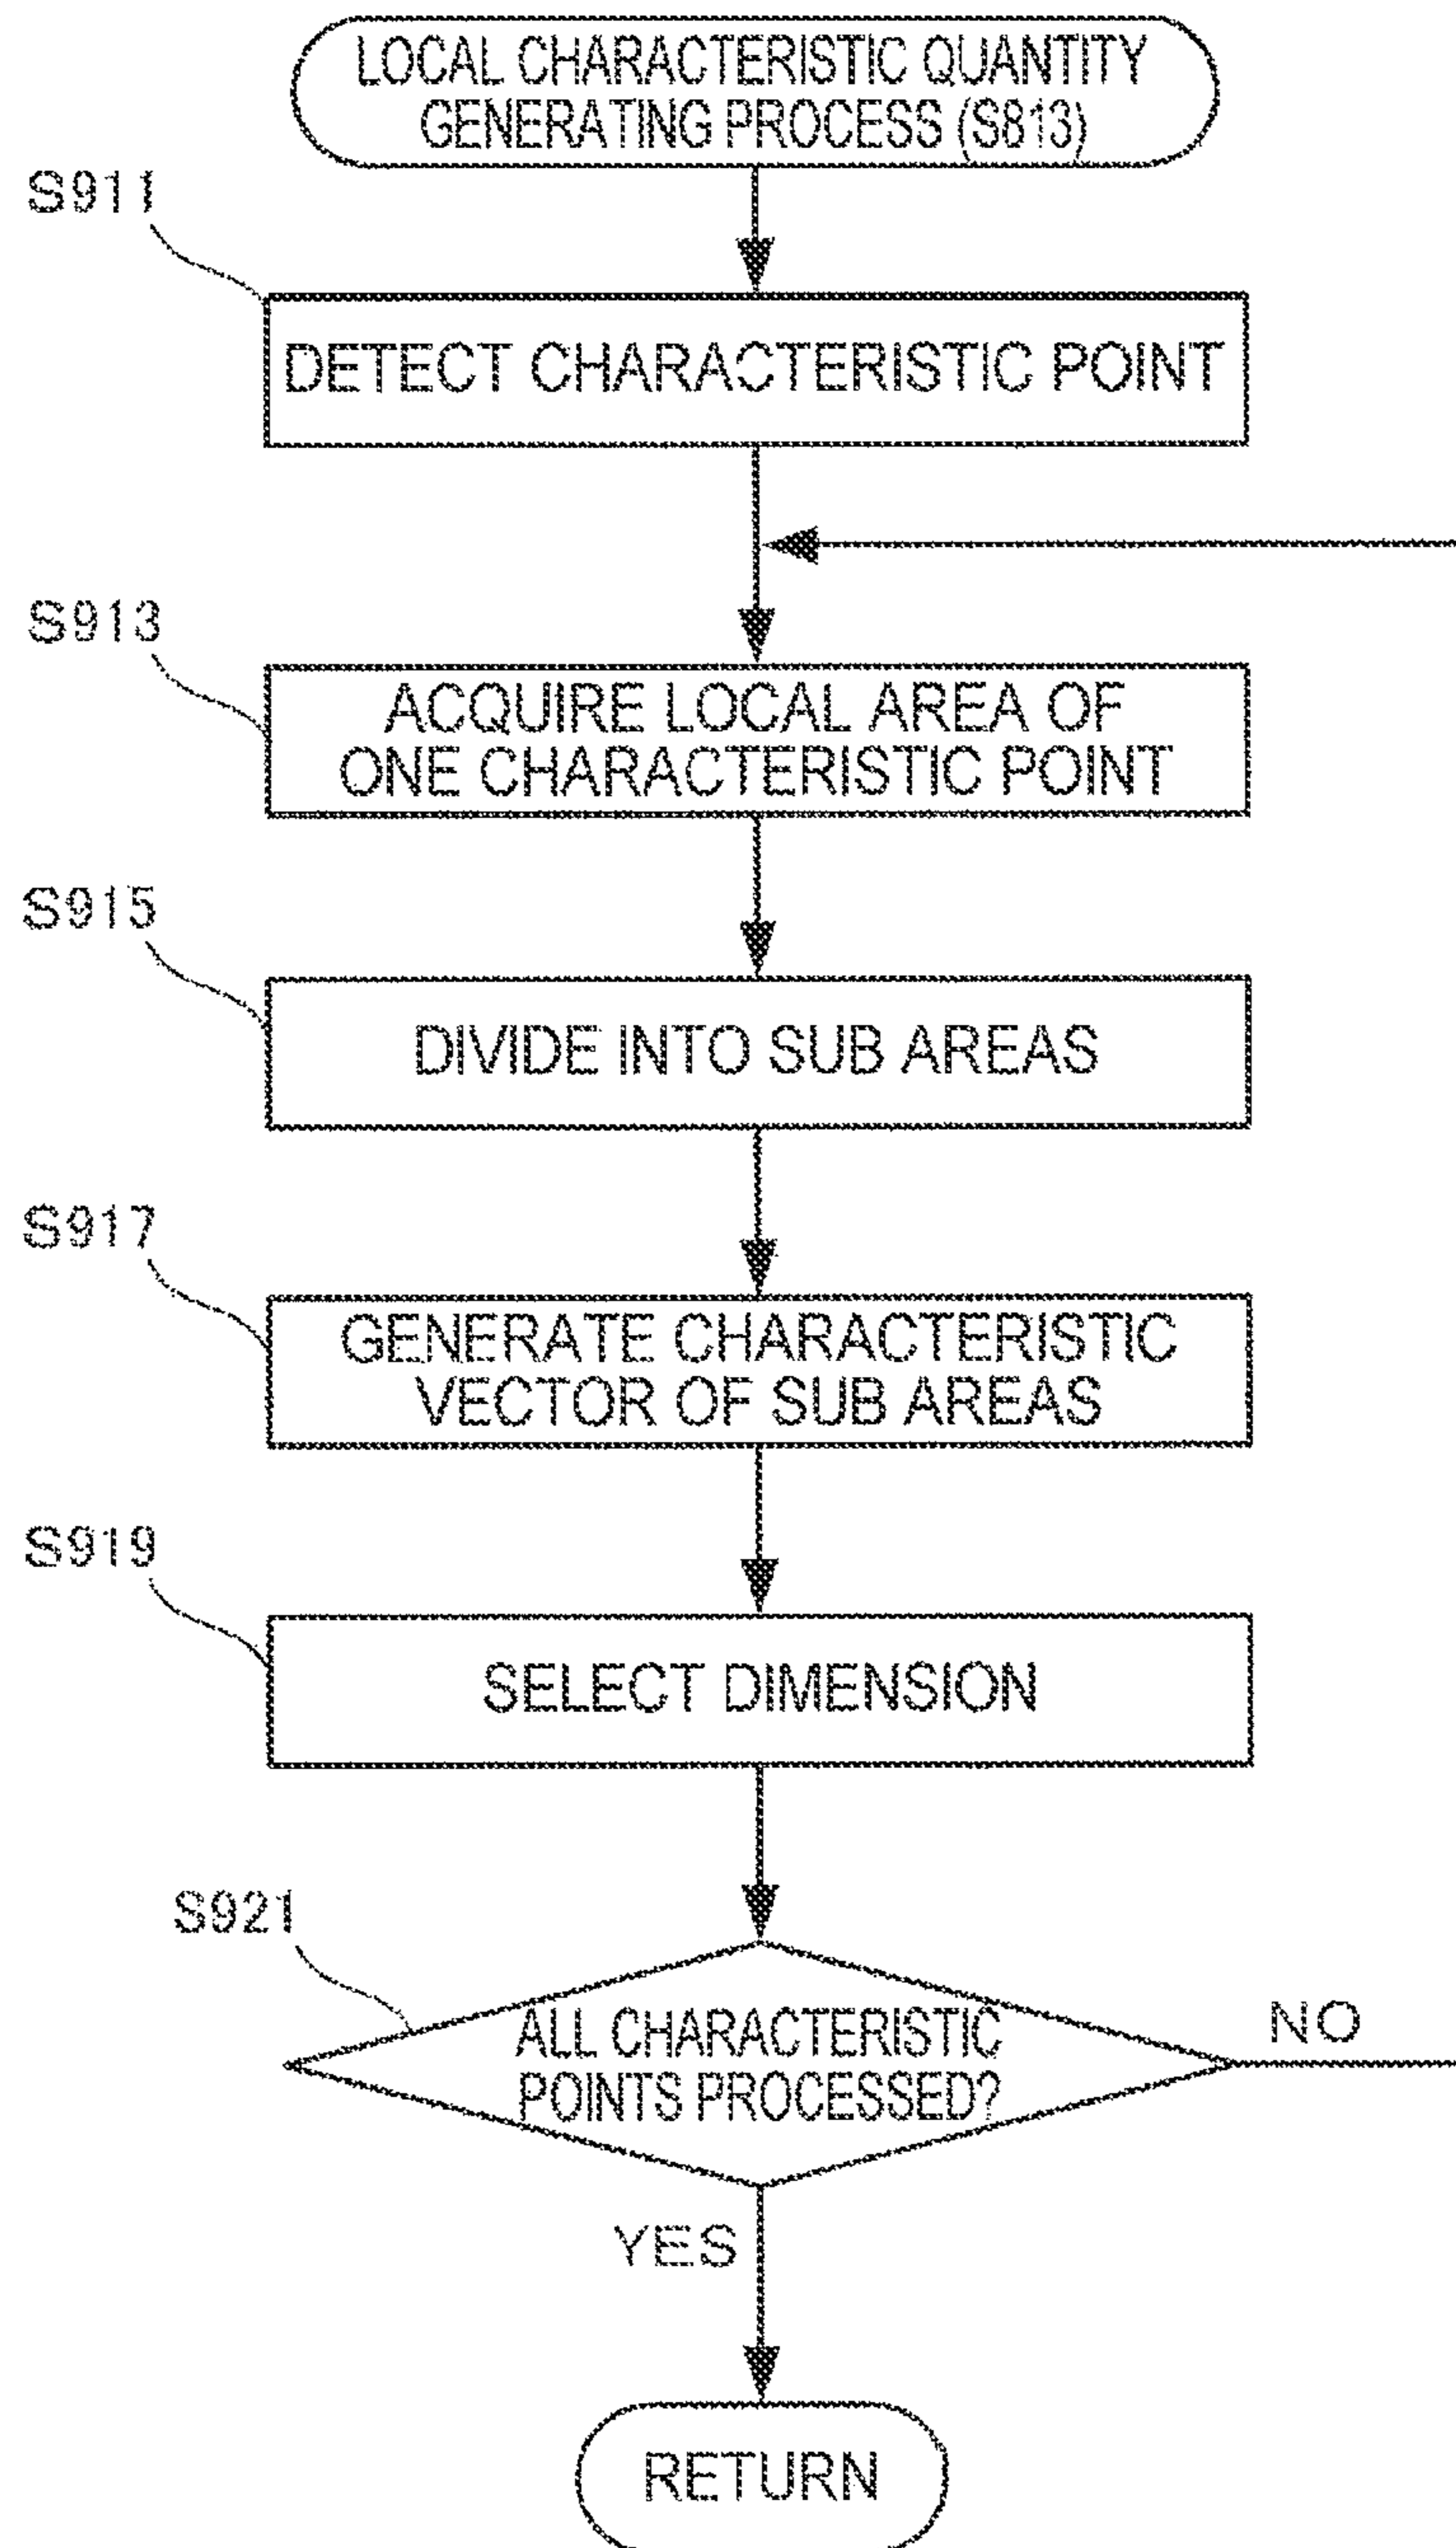 LOCAL CHARACTERISTIC QUANTITY
GENERATING PROCESS (S813)
S911
DETECT CHARACTERISTIC POINT
S913
ACQUIRE LOCAL AREA OF
ONE CHARACTERISTIC POINT
S915
DIVIDE INTO SUB AREAS
S917
GENERATE CHARACTERISTIC
VECTOR OF SUB AREAS
S919
SELECT DIMENSION
S921
ALL CHARACTERISTIC
POINTS PROCESSED?
NO
YES
RETURN